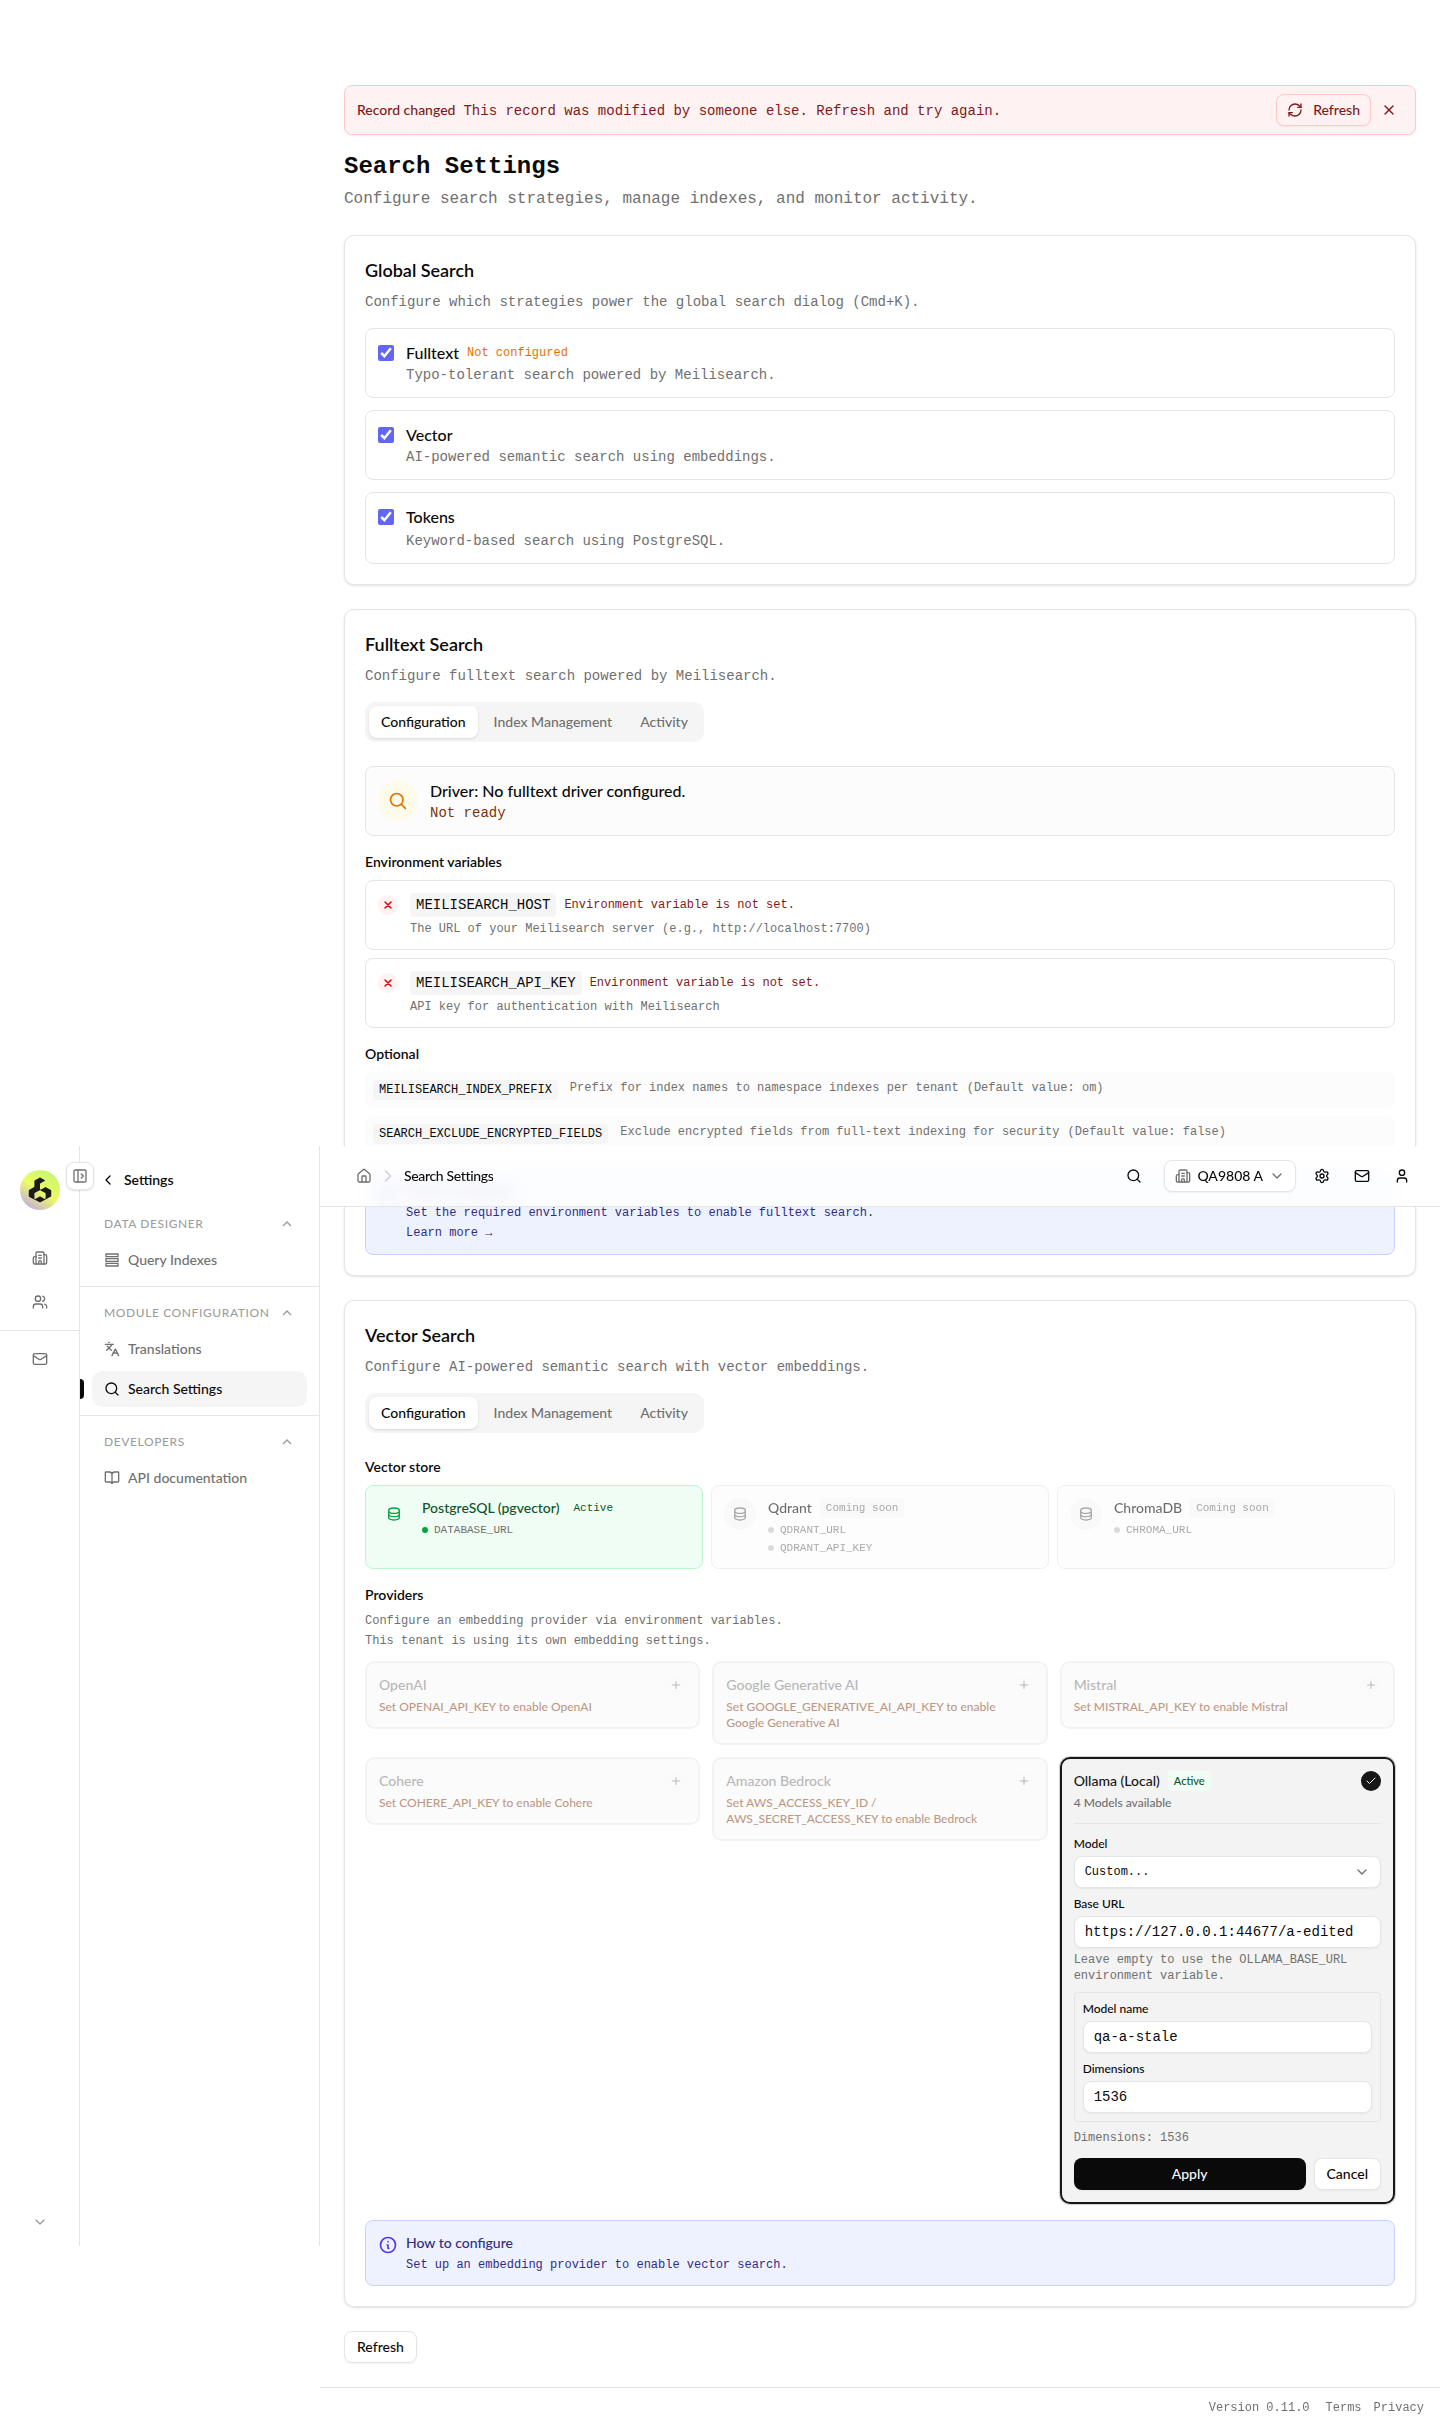 Record changed This record was modified by someone else. Refresh and try again.
Refresh
Search Settings
Configure search strategies, manage indexes, and monitor activity.
Global Search
Configure which strategies power the global search dialog (Cmd+K).
Fulltext Not configured
Typo-tolerant search powered by Meilisearch.
Vector
AI-powered semantic search using embeddings.
Tokens
Keyword-based search using PostgreSQL.
Fulltext Search
Configure fulltext search powered by Meilisearch.
Configuration Index Management Activity
Driver: No fulltext driver configured.
Not ready
Environment variables
MEILISEARCH_HOST Environment variable is not set.
The URL of your Meilisearch server (e.g., http://localhost:7700)
MEILISEARCH_API_KEY Environment variable is not set.
API key for authentication with Meilisearch
Optional
MEILISEARCH_INDEX_PREFIX Prefix for index names to namespace indexes per tenant (Default value: om)
SEARCH_EXCLUDE_ENCRYPTED_FIELDS Exclude encrypted fields from full-text indexing for security (Default value: false)
Settings
Search Settings
QA9808 A
DATA DESIGNER
Query Indexes
MODULE CONFIGURATION
Translations
Search Settings
DEVELOPERS
API documentation
Set the required environment variables to enable fulltext search.
Learn more →
Vector Search
Configure AI-powered semantic search with vector embeddings.
Configuration Index Management Activity
Vector store
PostgreSQL (pgvector) Active
DATABASE_URL
Qdrant Coming soon
QDRANT_URL
QDRANT_API_KEY
ChromaDB Coming soon
CHROMA_URL
Providers
Configure an embedding provider via environment variables.
This tenant is using its own embedding settings.
OpenAI
Set OPENAI_API_KEY to enable OpenAI
Google Generative AI
Set GOOGLE_GENERATIVE_AI_API_KEY to enable
Google Generative AI
Mistral
Set MISTRAL_API_KEY to enable Mistral
Cohere
Set COHERE_API_KEY to enable Cohere
Amazon Bedrock
Set AWS_ACCESS_KEY_ID /
AWS_SECRET_ACCESS_KEY to enable Bedrock
Ollama (Local) Active
4 Models available
Model
Custom...
Base URL
https://127.0.0.1:44677/a-edited
Leave empty to use the OLLAMA_BASE_URL
environment variable.
Model name
qa-a-stale
Dimensions
1536
Dimensions: 1536
Apply Cancel
How to configure
Set up an embedding provider to enable vector search.
Refresh
Version 0.11.0 Terms Privacy